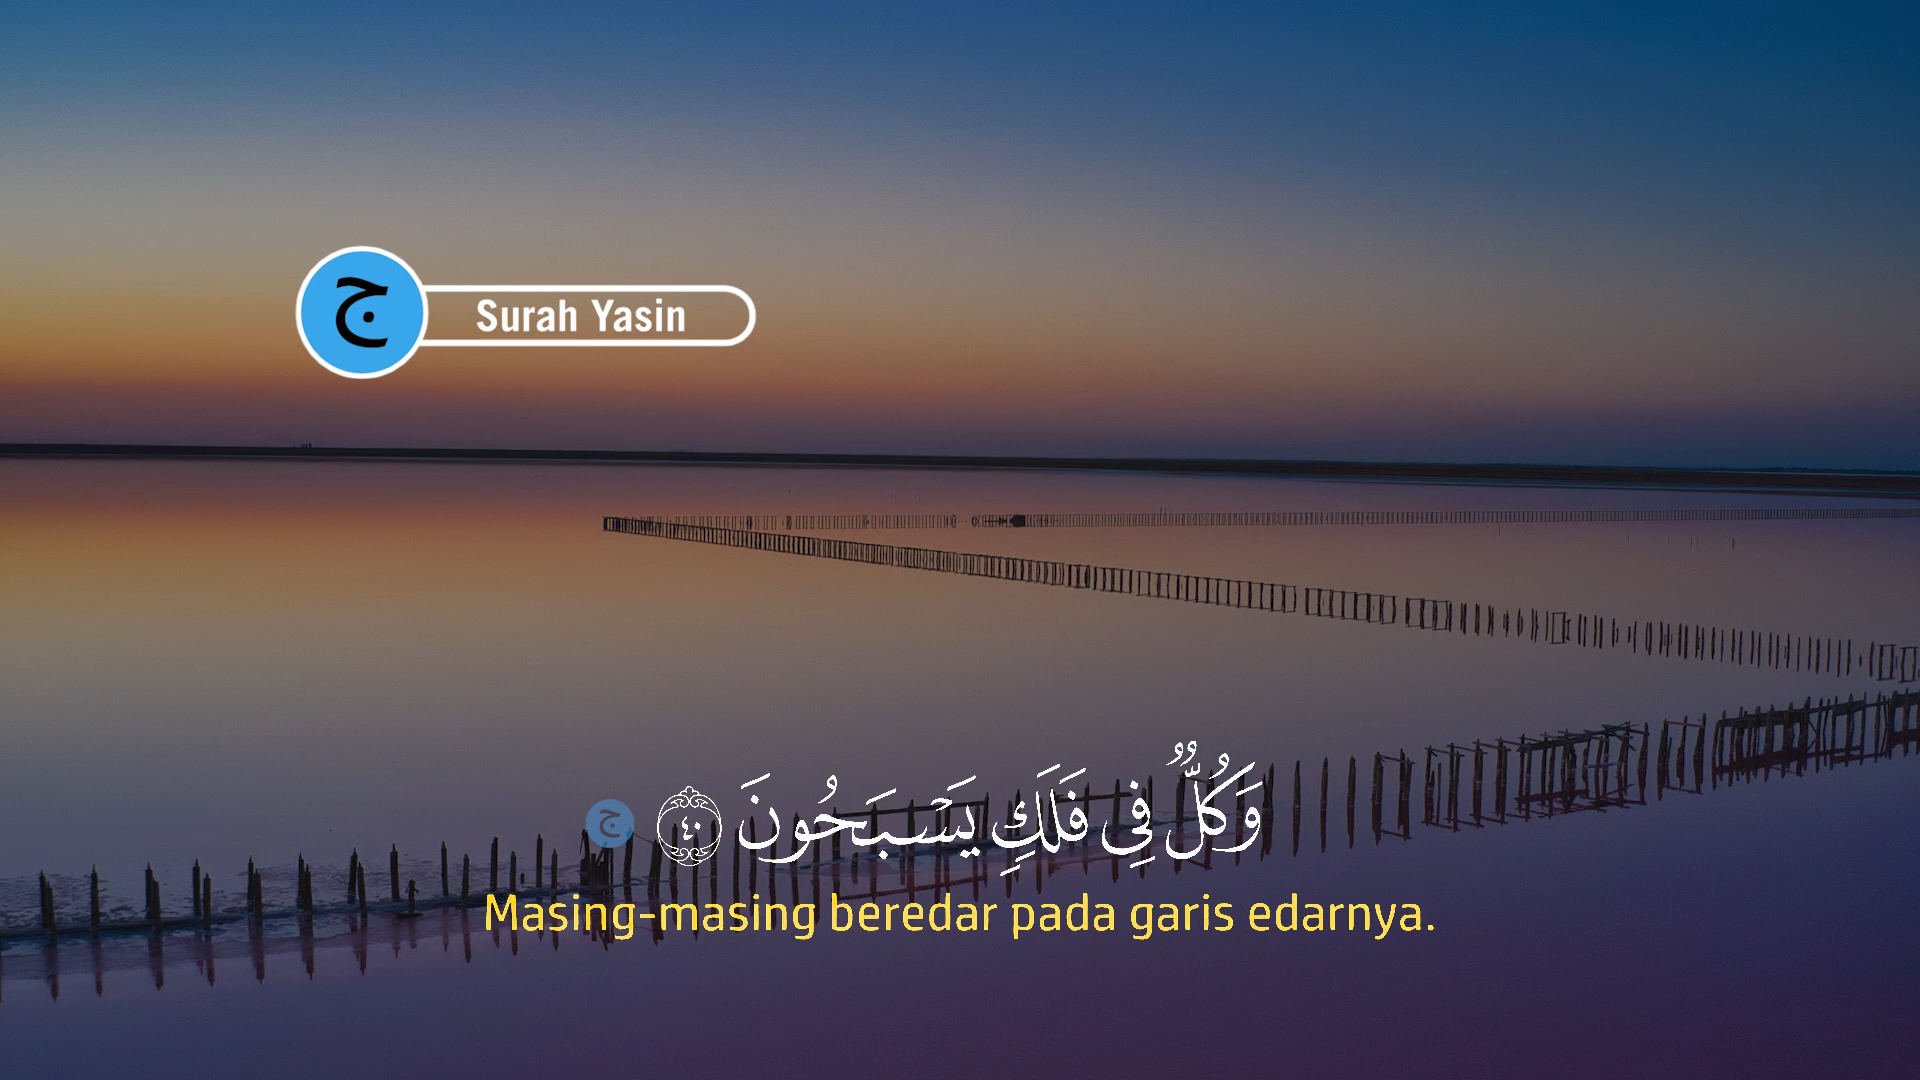 ج
Surah Yasin
وَكُلٌّ فِى فَلَكٍ يَسْبَحُونَ ٤٠
ج
Masing-masing beredar pada garis edarnya.